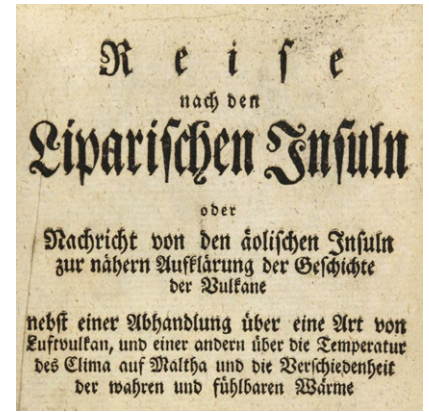 Reise
nach den
Liparischen Insuln
oder
Nachricht von den äolischen Insuln
zur nähern Aufklärung der Geschichte
der Vulkane
nebst einer Abhandlung über eine Art von
Luftvulkan, und einer andern über die Temperatur
des Clima auf Maltha und die Verschiedenheit
der wahren und fühlbaren Wärme